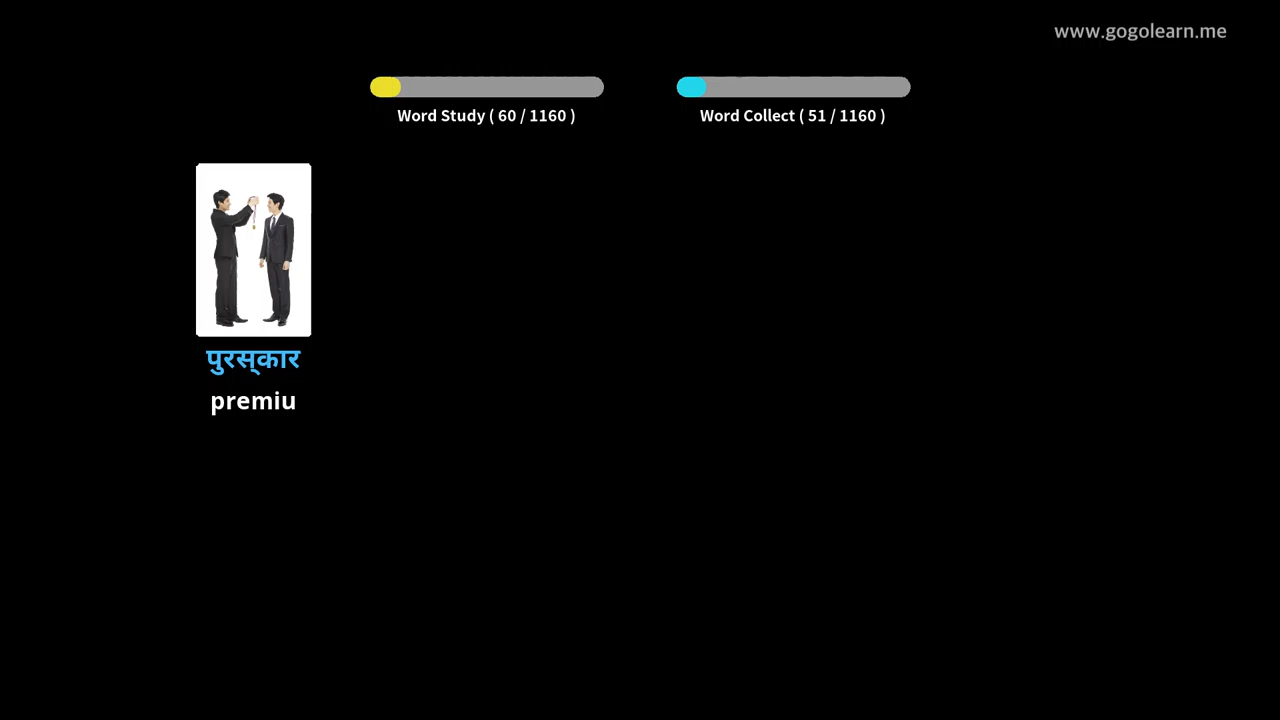 www.gogolearn.me
Word Study ( 60 / 1160 )
Word Collect ( 51 / 1160 )
पुरस्कार
premiu